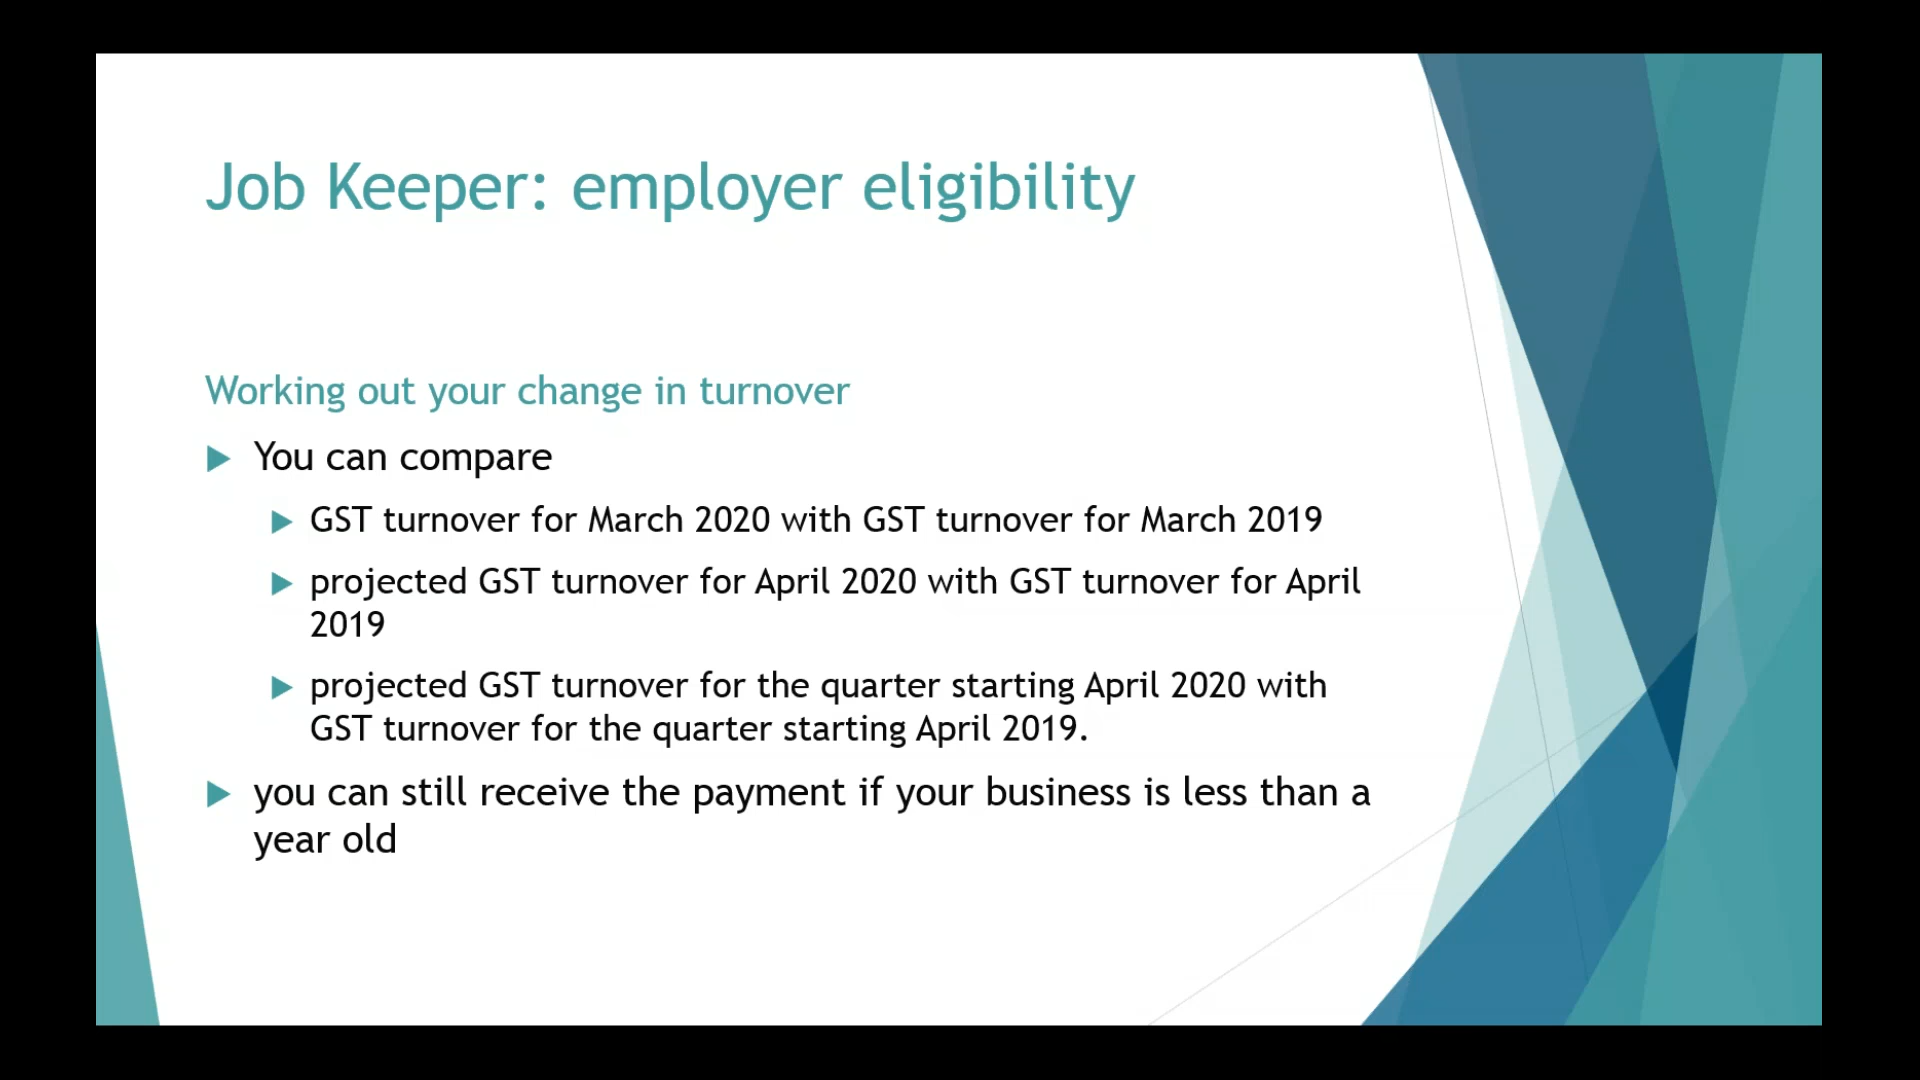 Job Keeper: employer eligibility
Working out your change in turnover
You can compare
GST turnover for March 2020 with GST turnover for March 2019
projected GST turnover for April 2020 with GST turnover for April
2019
projected GST turnover for the quarter starting April 2020 with
GST turnover for the quarter starting April 2019.
you can still receive the payment if your business is less than a
year old